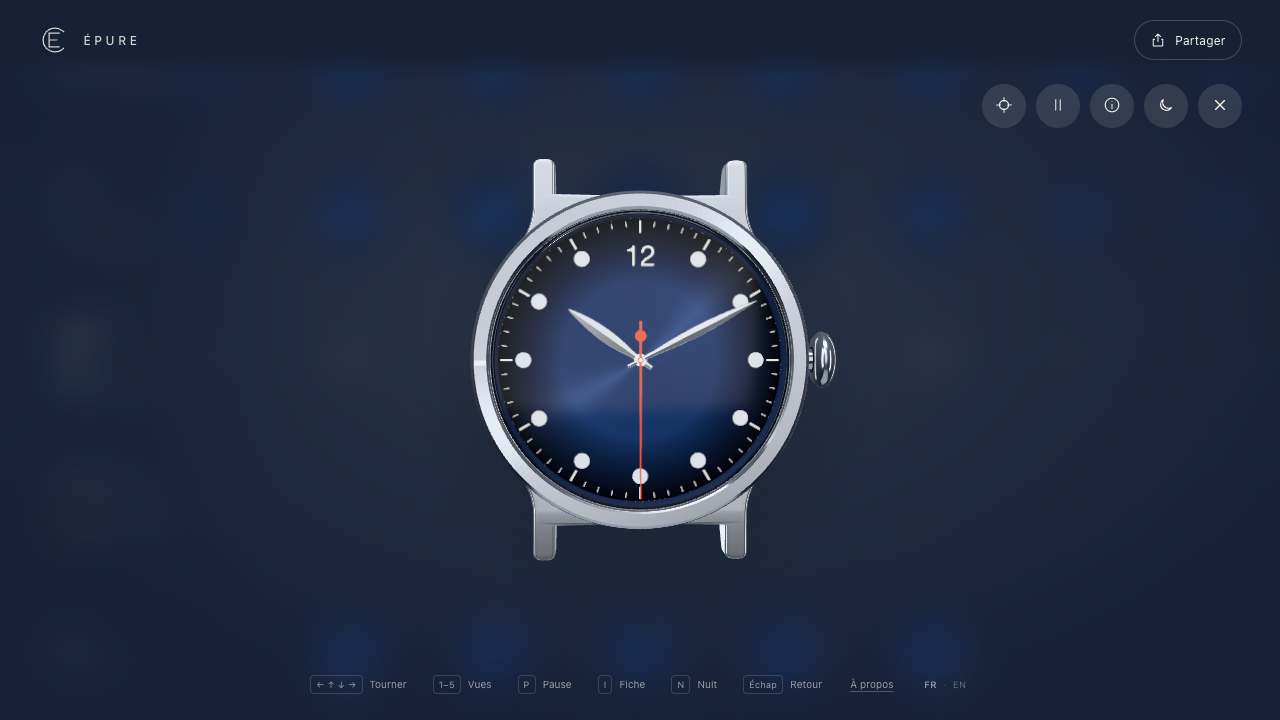 ÉPURE
Partager
12
← ↑ ↓ → Tourner 1–5 Vues P Pause I Fiche N Nuit Échap Retour À propos FR · EN